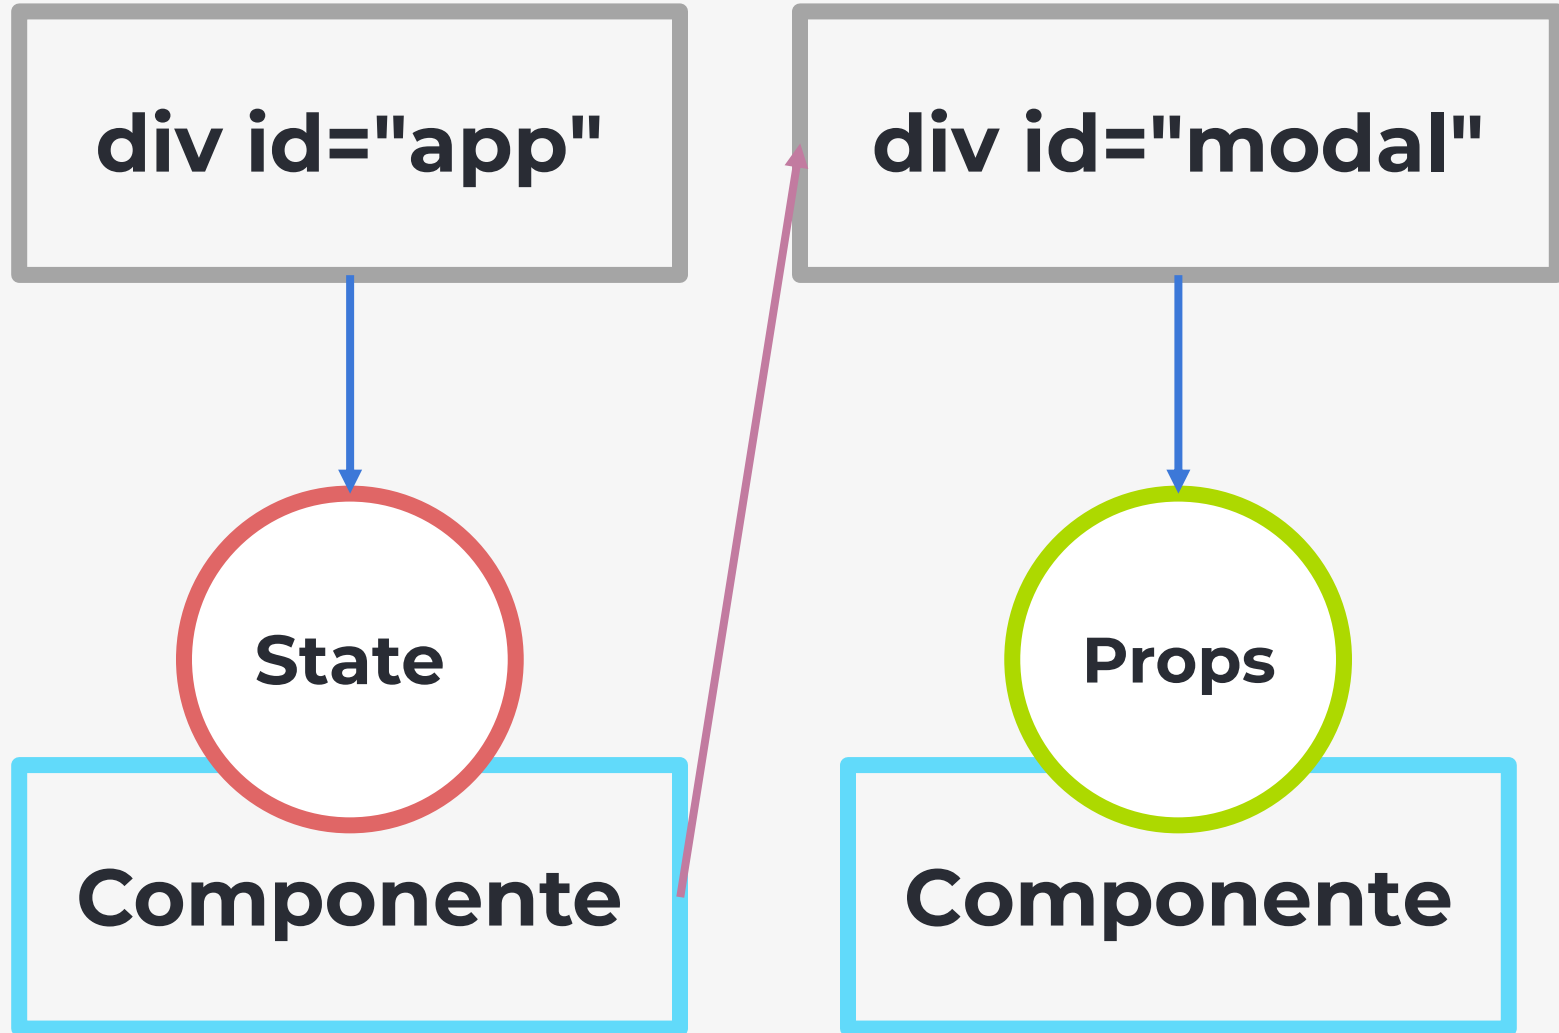 div id="app"
div id="modal"
State
Props
Componente
Componente